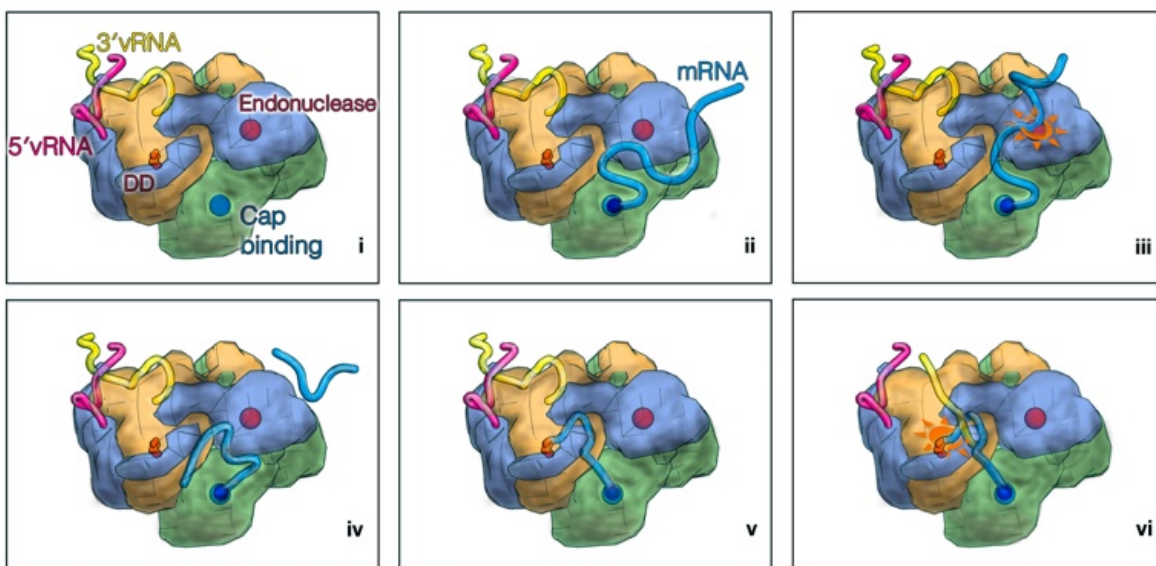 3′vRNA
Endonuclease
5′vRNA
DD
Cap
binding
i
mRNA
ii
iii
iv
v
vi